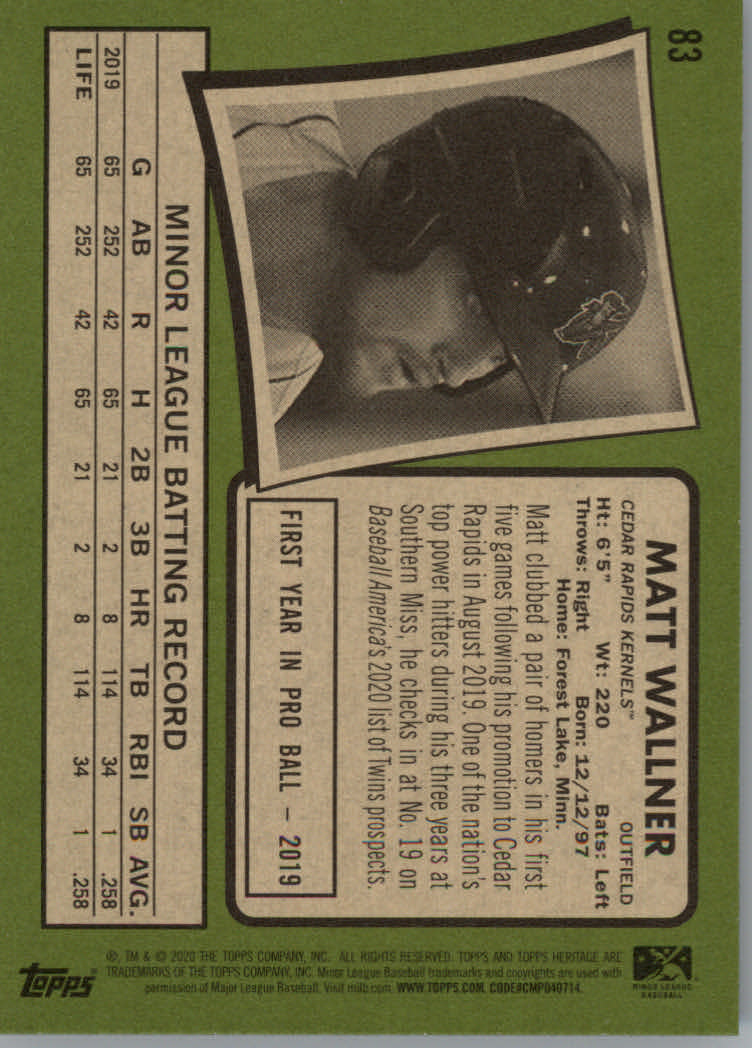 83
MATT WALLNER
CEDAR RAPIDS KERNELS™ OUTFIELD
Ht: 6'5" Wt: 220 Bats: Left
Throws: Right Born: 12/12/97
Home: Forest Lake, Minn.
Matt clubbed a pair of homers in his first
five games following his promotion to Cedar
Rapids in August 2019. One of the nation's
top power hitters during his three years at
Southern Miss, he checks in at No. 19 on
Baseball America's 2020 list of Twins prospects.
FIRST YEAR IN PRO BALL – 2019
MINOR LEAGUE BATTING RECORD
G AB R H 2B 3B HR TB RBI SB AVG.
2019 65 252 42 65 21 2 8 114 34 1 .258
LIFE 65 252 42 65 21 2 8 114 34 1 .258
MINOR LEAGUE
BASEBALL
®, TM & © 2020 THE TOPPS COMPANY, INC. ALL RIGHTS RESERVED. TOPPS AND TOPPS HERITAGE ARE
TRADEMARKS OF THE TOPPS COMPANY, INC. Minor League Baseball trademarks and copyrights are used with
permission of Major League Baseball. Visit milb.com. WWW.TOPPS.COM. CODE#CMP040714.
topps®